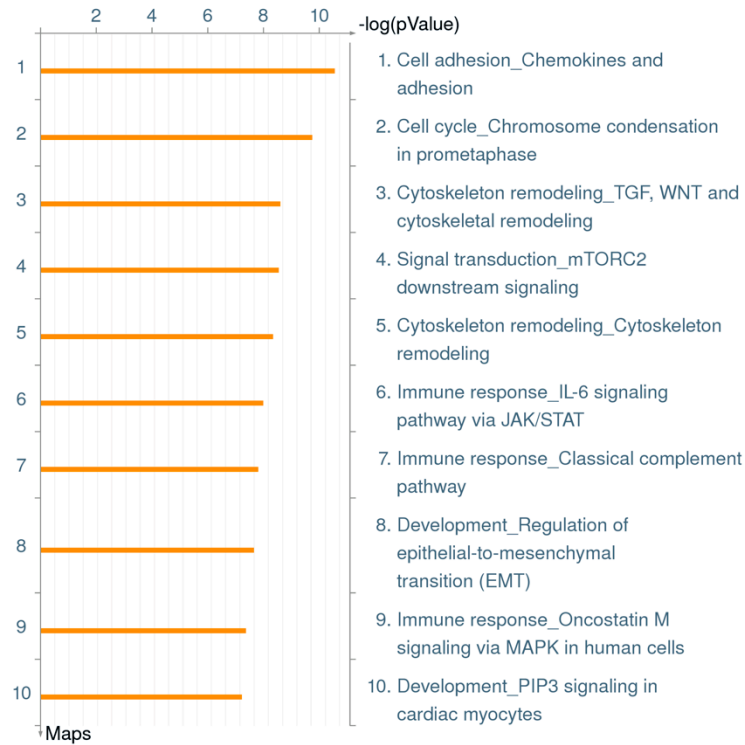 2 4 6 8 10
-log(pValue)
1
1. Cell adhesion_Chemokines and
adhesion
2
2. Cell cycle_Chromosome condensation
in prometaphase
3
3. Cytoskeleton remodeling_TGF, WNT and
cytoskeletal remodeling
4
4. Signal transduction_mTORC2
downstream signaling
5
5. Cytoskeleton remodeling_Cytoskeleton
remodeling
6
6. Immune response_IL-6 signaling
pathway via JAK/STAT
7
7. Immune response_Classical complement
pathway
8
8. Development_Regulation of
epithelial-to-mesenchymal
transition (EMT)
9
9. Immune response_Oncostatin M
signaling via MAPK in human cells
10
10. Development_PIP3 signaling in
cardiac myocytes
Maps